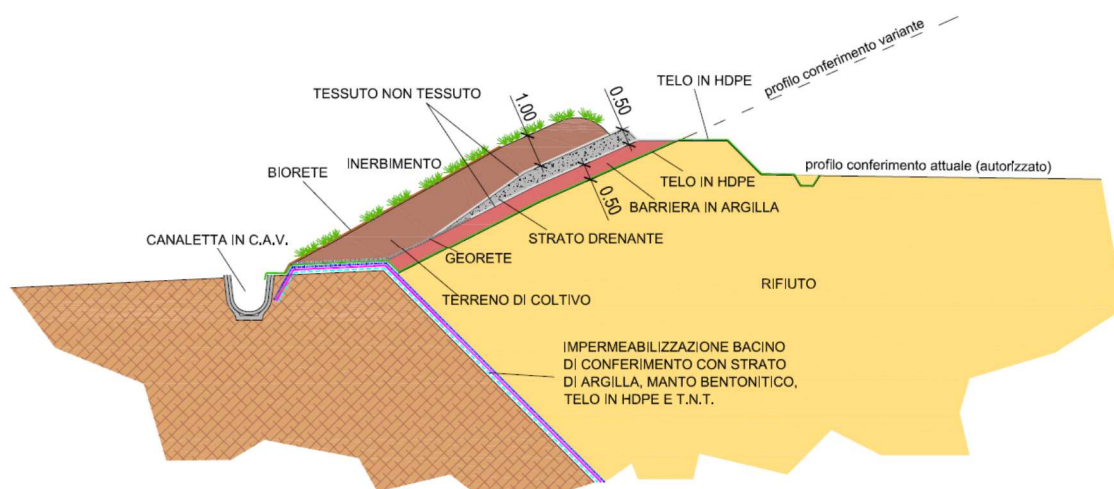 profilo conferimento variante
TELO IN HDPE
TESSUTO NON TESSUTO
1.00
0.50
profilo conferimento attuale (autorizzato)
INERBIMENTO
BIORETE
TELO IN HDPE
0.50
BARRIERA IN ARGILLA
CANALETTA IN C.A.V.
STRATO DRENANTE
GEORETE
RIFIUTO
TERRENO DI COLTIVO
IMPERMEABILIZZAZIONE BACINO
DI CONFERIMENTO CON STRATO
DI ARGILLA, MANTO BENTONITICO,
TELO IN HDPE E T.N.T.